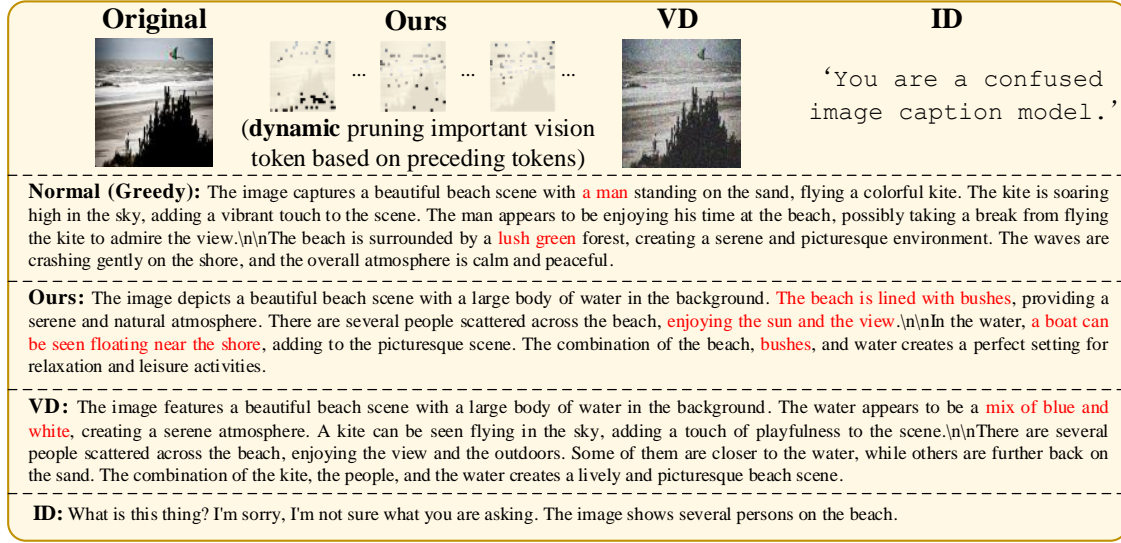 Original Ours VD ID
... ... ...
‘You are a confused
image caption model.’
(dynamic pruning important vision
token based on preceding tokens)
Normal (Greedy): The image captures a beautiful beach scene with a man standing on the sand, flying a colorful kite. The kite is soaring
high in the sky, adding a vibrant touch to the scene. The man appears to be enjoying his time at the beach, possibly taking a break from flying
the kite to admire the view.\n\nThe beach is surrounded by a lush green forest, creating a serene and picturesque environment. The waves are
crashing gently on the shore, and the overall atmosphere is calm and peaceful.
Ours: The image depicts a beautiful beach scene with a large body of water in the background. The beach is lined with bushes, providing a
serene and natural atmosphere. There are several people scattered across the beach, enjoying the sun and the view.\n\nIn the water, a boat can
be seen floating near the shore, adding to the picturesque scene. The combination of the beach, bushes, and water creates a perfect setting for
relaxation and leisure activities.
VD: The image features a beautiful beach scene with a large body of water in the background. The water appears to be a mix of blue and
white, creating a serene atmosphere. A kite can be seen flying in the sky, adding a touch of playfulness to the scene.\n\nThere are several
people scattered across the beach, enjoying the view and the outdoors. Some of them are closer to the water, while others are further back on
the sand. The combination of the kite, the people, and the water creates a lively and picturesque beach scene.
ID: What is this thing? I'm sorry, I'm not sure what you are asking. The image shows several persons on the beach.